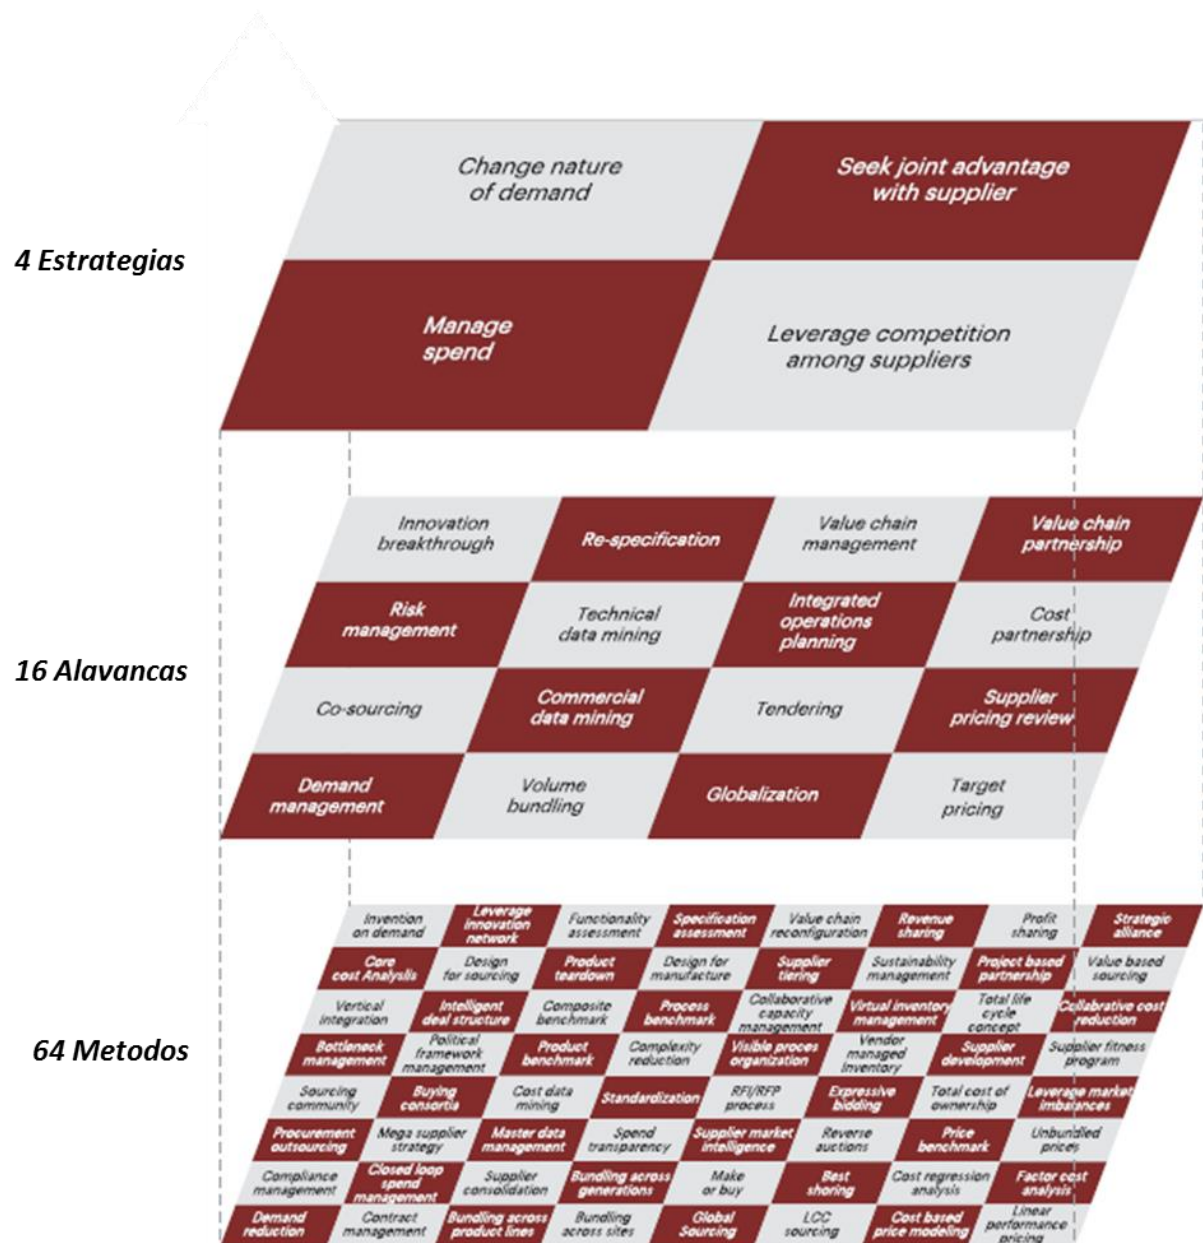 Change nature
of demand
Seek joint advantage
with supplier
4 Estrategias
Manage
spend
Leverage competition
among suppliers
Innovation
breakthrough
Re-specification
Value chain
management
Value chain
partnership
Risk
management
Technical
data mining
Integrated
operations
planning
Cost
partnership
16 Alavancas
Co-sourcing
Commercial
data mining
Tendering
Supplier
pricing review
Demand
management
Volume
bundling
Globalization
Target
pricing
Invention
on demand
Leverage
innovation
network
Functionality
assessment
Specification
assessment
Value chain
reconfiguration
Revenue
sharing
Profit
sharing
Strategic
alliance
Core
cost Analysis
Design
for sourcing
Product
teardown
Design for
manufacture
Supplier
tiering
Sustainability
management
Project based
partnership
Value based
sourcing
Vertical
integration
Intelligent
deal structure
Composite
benchmark
Process
benchmark
Collaborative
capacity
management
Virtual inventory
management
Total life
cycle
concept
Collabrative cost
reduction
64 Metodos
Bottleneck
management
Political
framework
management
Product
benchmark
Complexity
reduction
Visible proces
organization
Vendor
managed
Inventory
Supplier
development
Supplier fitness
program
Sourcing
community
Buying
consortia
Cost data
mining
Standardization
RFI/RFP
process
Expressive
bidding
Total cost of
ownership
Leverage market
imbalances
Procurement
outsourcing
Mega supplier
strategy
Master data
management
Spend
transparency
Supplier market
intelligence
Reverse
auctions
Price
benchmark
Unbundled
prices
Compliance
management
Closed loop
spend
management
Supplier
consolidation
Bundling across
generations
Make
or buy
Best
shoring
Cost regression
analysis
Factor cost
analysis
Demand
reduction
Contract
management
Bundling across
product lines
Bundling
across sites
Global
Sourcing
LCC
sourcing
Cost based
price modeling
Linear
performance
pricing